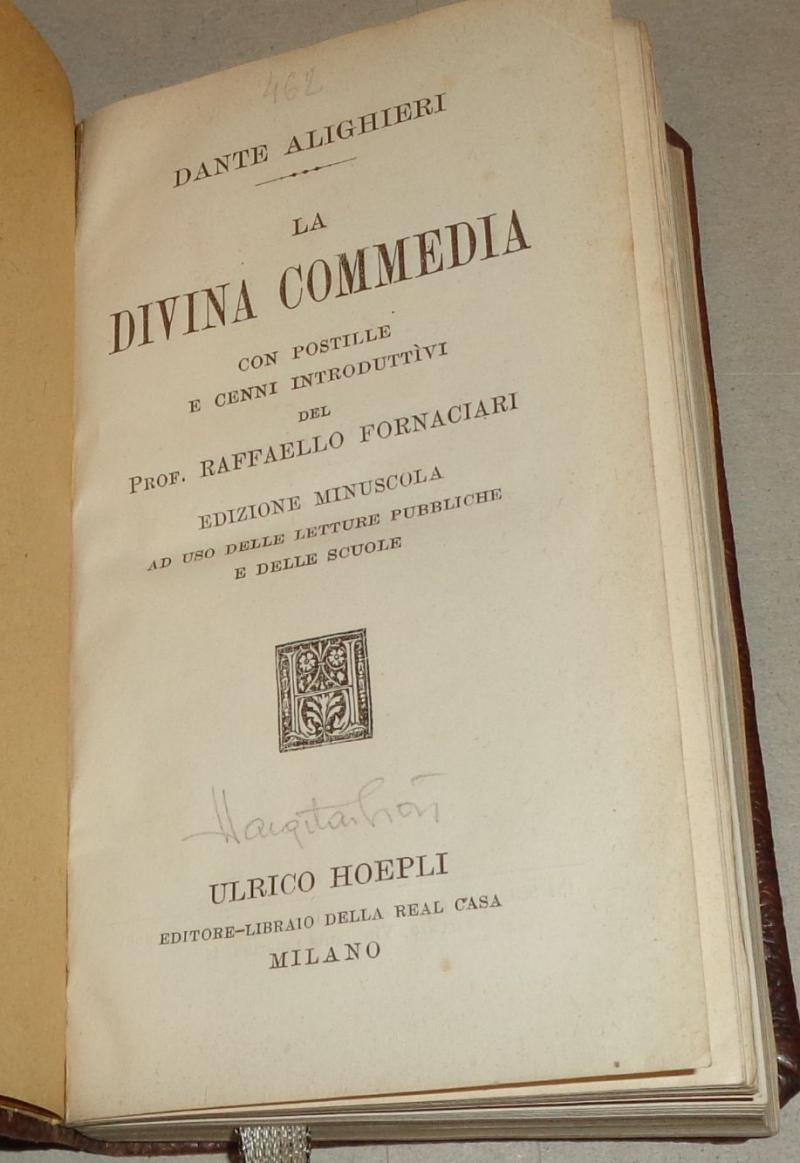 462
DANTE ALIGHIERI
LA
DIVINA COMMEDIA
CON POSTILLE
E CENNI INTRODUTTÌVI
DEL
PROF. RAFFAELLO FORNACIARI
EDIZIONE MINUSCOLA
AD USO DELLE LETTURE PUBBLICHE
E DELLE SCUOLE
H
ULRICO HOEPLI
EDITORE-LIBRAIO DELLA REAL CASA
MILANO